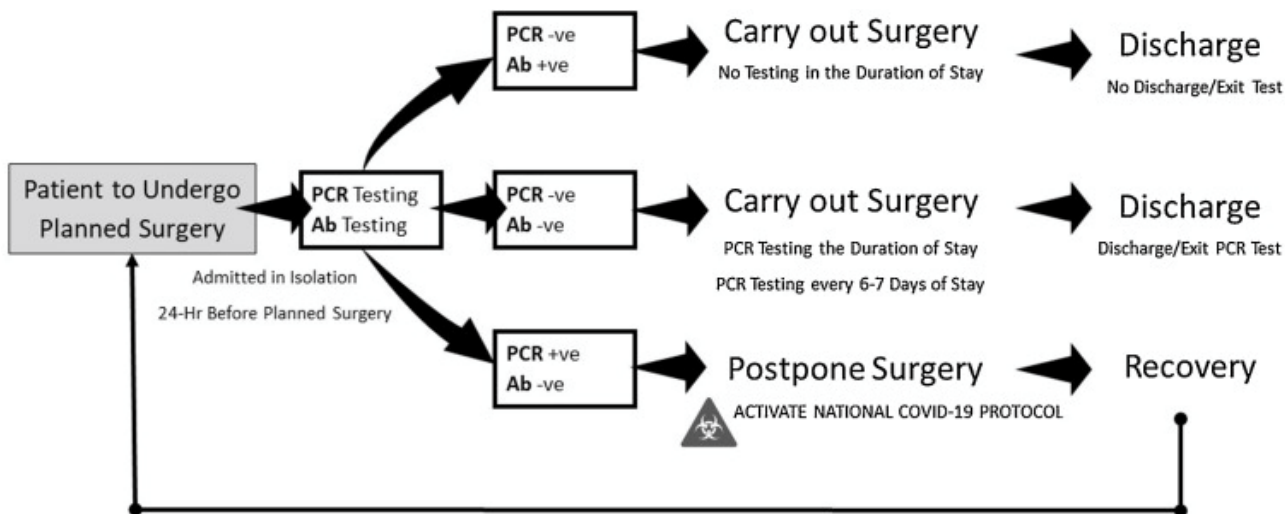 PCR -ve
Ab +ve
Carry out Surgery
No Testing in the Duration of Stay
Discharge
No Discharge/Exit Test
Patient to Undergo
Planned Surgery
PCR Testing
Ab Testing
Admitted in Isolation
24-Hr Before Planned Surgery
PCR -ve
Ab -ve
Carry out Surgery
PCR Testing the Duration of Stay
PCR Testing every 6-7 Days of Stay
Discharge
Discharge/Exit PCR Test
PCR +ve
Ab -ve
Postpone Surgery
ACTIVATE NATIONAL COVID-19 PROTOCOL
Recovery